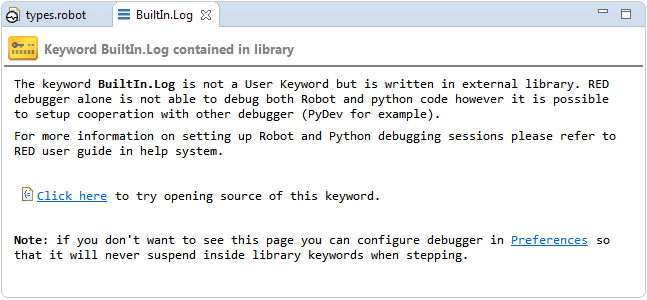 types.robot
BuiltIn.Log
Keyword BuiltIn.Log contained in library
The keyword BuiltIn.Log is not a User Keyword but is written in external library. RED
debugger alone is not able to debug both Robot and python code however it is possible
to setup cooperation with other debugger (PyDev for example).
For more information on setting up Robot and Python debugging sessions please refer to
RED user guide in help system.
Click here to try opening source of this keyword.
Note: if you don't want to see this page you can configure debugger in Preferences so
that it will never suspend inside library keywords when stepping.